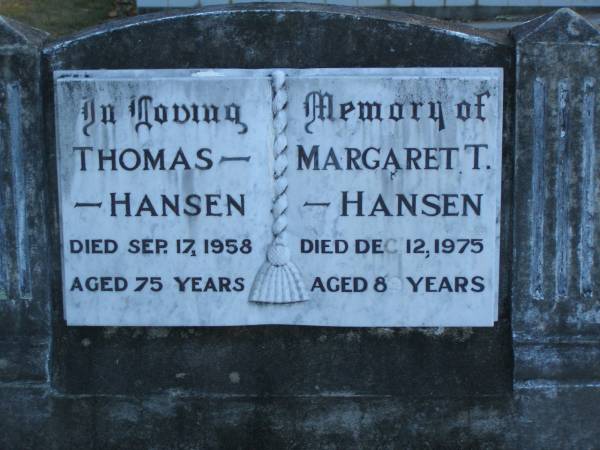 In Loving Memory of
THOMAS —
— HANSEN
DIED SEP. 17, 1958
AGED 75 YEARS
MARGARET T.
— HANSEN
DIED DEC 12, 1975
AGED YEARS